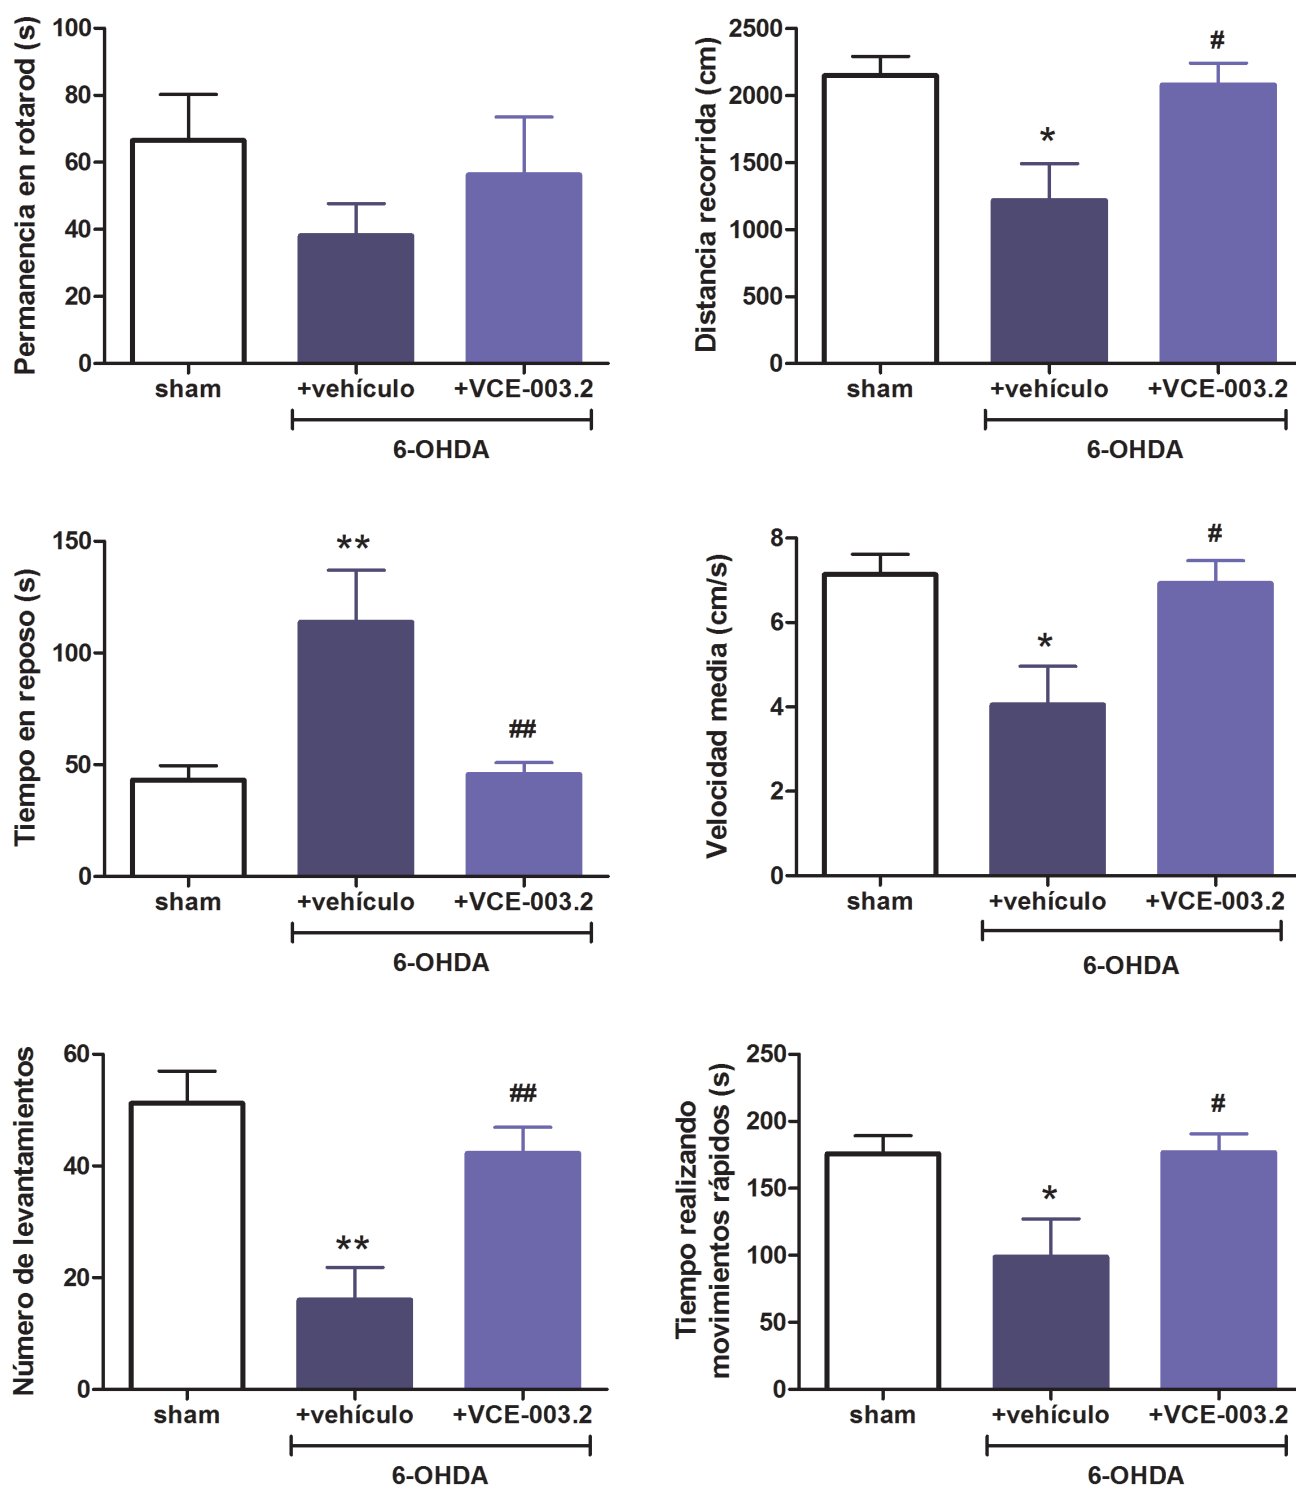 Permanencia en rotarod (s)
100
80
60
40
20
0
sham
+vehículo
+VCE-003.2
6-OHDA
Distancia recorrida (cm)
2500
2000
1500
1000
500
0
*
#
sham
+vehículo
+VCE-003.2
6-OHDA
Tiempo en reposo (s)
150
100
50
0
**
##
sham
+vehículo
+VCE-003.2
6-OHDA
Velocidad media (cm/s)
8
6
4
2
0
*
#
sham
+vehículo
+VCE-003.2
6-OHDA
Número de levantamientos
60
40
20
0
**
##
sham
+vehículo
+VCE-003.2
6-OHDA
Tiempo realizando
movimientos rápidos (s)
250
200
150
100
50
0
*
#
sham
+vehículo
+VCE-003.2
6-OHDA